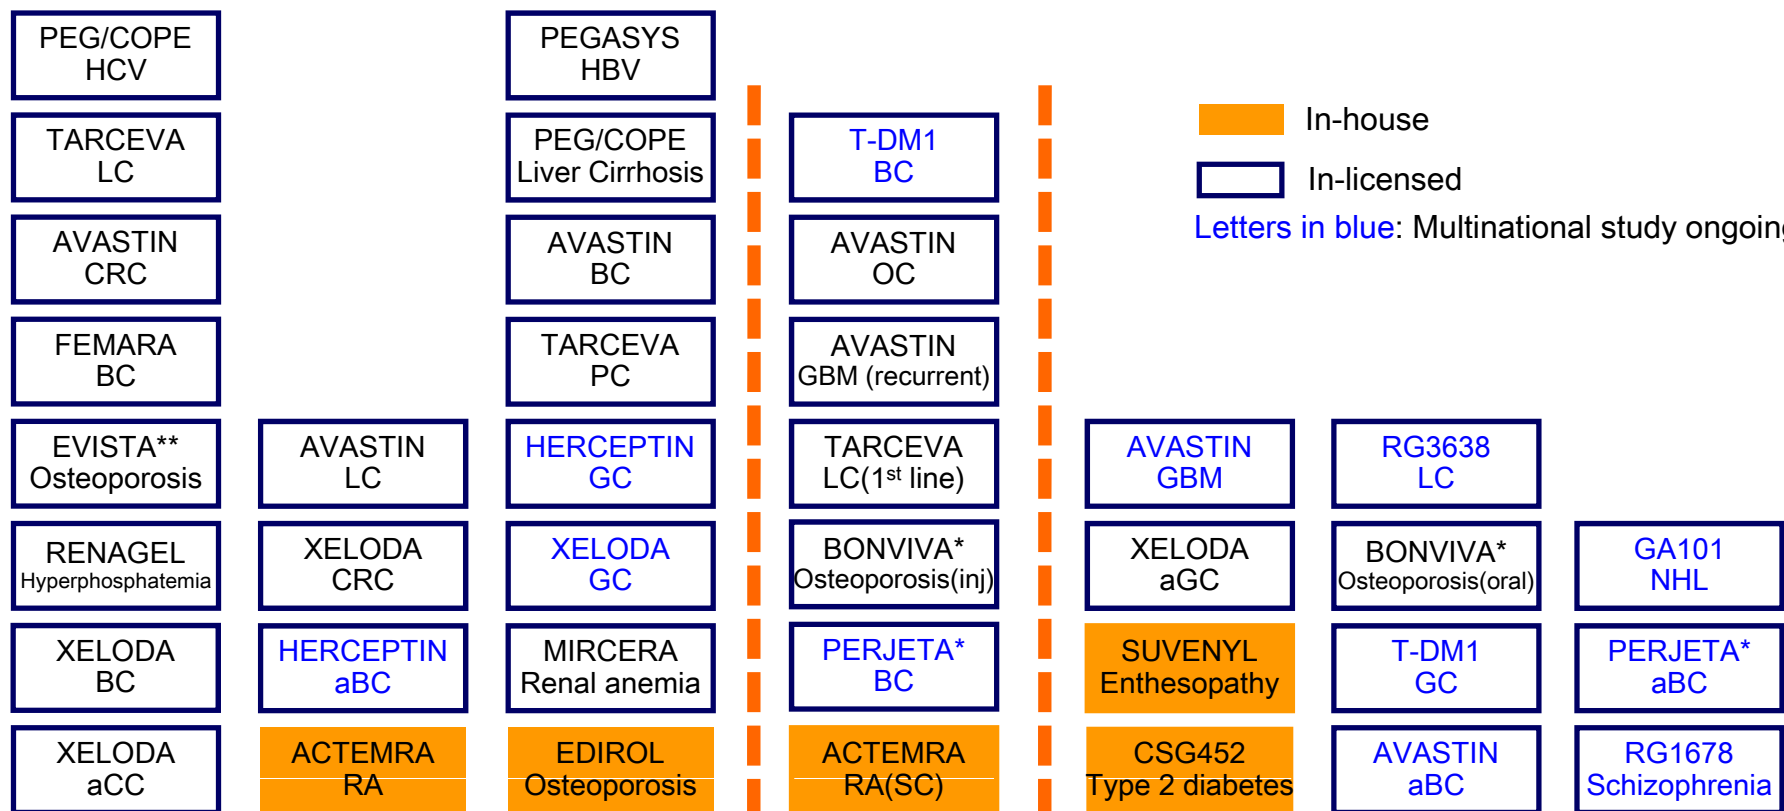 PEG/COPE
HCV
TARCEVA
LC
AVASTIN
CRC
FEMARA
BC
EVISTA**
Osteoporosis
RENAGEL
Hyperphosphatemia
XELODA
BC
XELODA
aCC
AVASTIN
LC
XELODA
CRC
HERCEPTIN
aBC
ACTEMRA
RA
PEGASYS
HBV
PEG/COPE
Liver Cirrhosis
AVASTIN
BC
TARCEVA
PC
HERCEPTIN
GC
XELODA
GC
MIRCERA
Renal anemia
EDIROL
Osteoporosis
T-DM1
BC
AVASTIN
OC
AVASTIN
GBM (recurrent)
TARCEVA
LC(1st line)
BONVIVA*
Osteoporosis(inj)
PERJETA*
BC
ACTEMRA
RA(SC)
In-house
In-licensed
Letters in blue: Multinational study ongoing
AVASTIN
GBM
XELODA
aGC
SUVENYL
Enthesopathy
CSG452
Type 2 diabetes
RG3638
LC
BONVIVA*
Osteoporosis(oral)
T-DM1
GC
AVASTIN
aBC
GA101
NHL
PERJETA*
aBC
RG1678
Schizophrenia